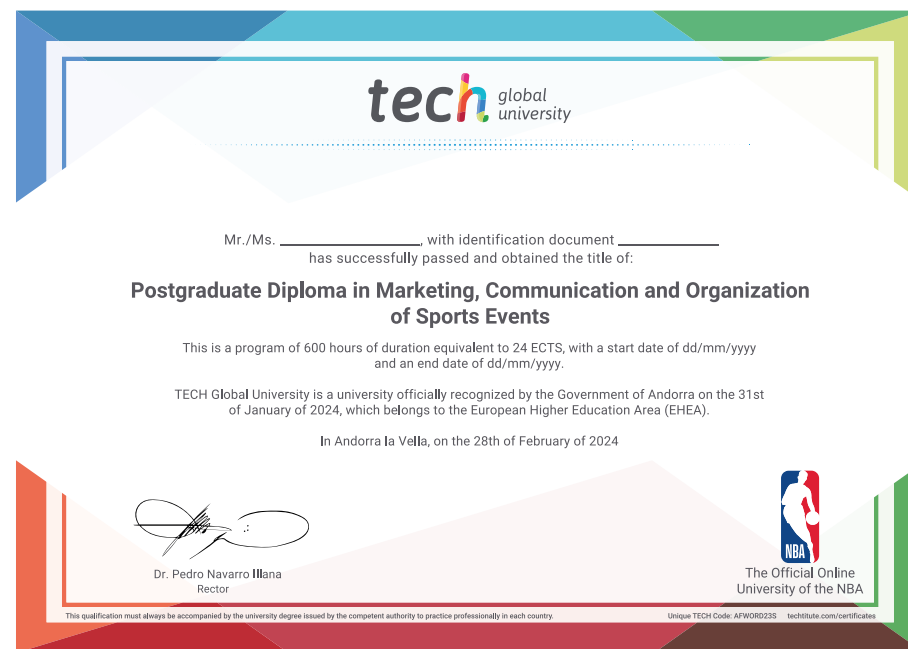 tech global
university
Mr./Ms. ____________, with identification document ____________
has successfully passed and obtained the title of:
Postgraduate Diploma in Marketing, Communication and Organization
of Sports Events
This is a program of 600 hours of duration equivalent to 24 ECTS, with a start date of dd/mm/yyyy
and an end date of dd/mm/yyyy.
TECH Global University is a university officially recognized by the Government of Andorra on the 31st
of January of 2024, which belongs to the European Higher Education Area (EHEA).
In Andorra la Vella, on the 28th of February of 2024
Dr. Pedro Navarro Illana
Rector
NBA
The Official Online
University of the NBA
This qualification must always be accompanied by the university degree issued by the competent authority to practice professionally in each country.
Unique TECH Code: AFWORD23S techtitute.com/certificates